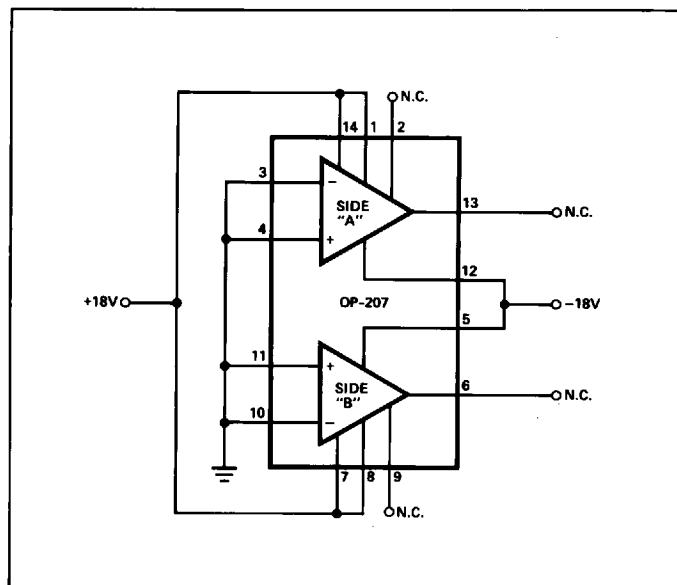 N.C.
14 1 2
3
SIDE
"A"
−
+
4
13
N.C.
12
+18V
OP-207
−18V
5
11
+
SIDE
"B"
−
10
6
N.C.
7 8 9
N.C.